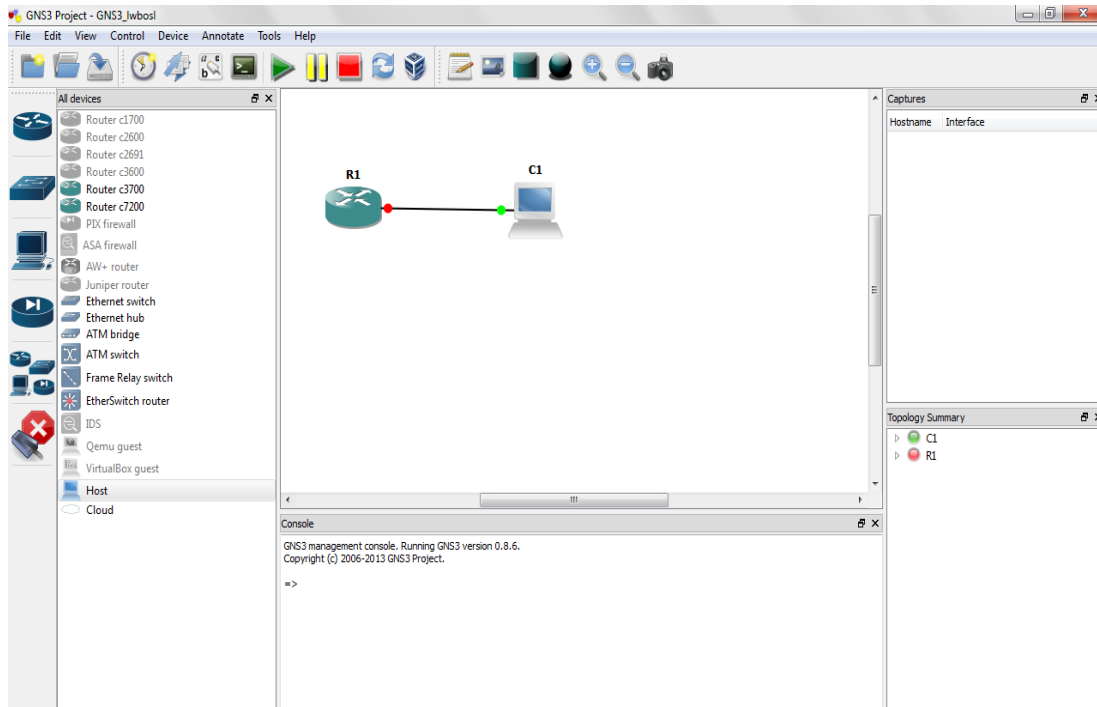 GNS3 Project - GNS3_lwbosl
File Edit View Control Device Annotate Tools Help
All devices
Router c1700
Router c2600
Router c2691
Router c3600
Router c3700
Router c7200
PIX firewall
ASA firewall
AW+ router
Juniper router
Ethernet switch
Ethernet hub
ATM bridge
ATM switch
Frame Relay switch
EtherSwitch router
IDS
Qemu guest
VirtualBox guest
Host
Cloud
R1
C1
Console
GNS3 management console. Running GNS3 version 0.8.6.
Copyright (c) 2006-2013 GNS3 Project.
=>
Captures
Hostname Interface
Topology Summary
C1
R1